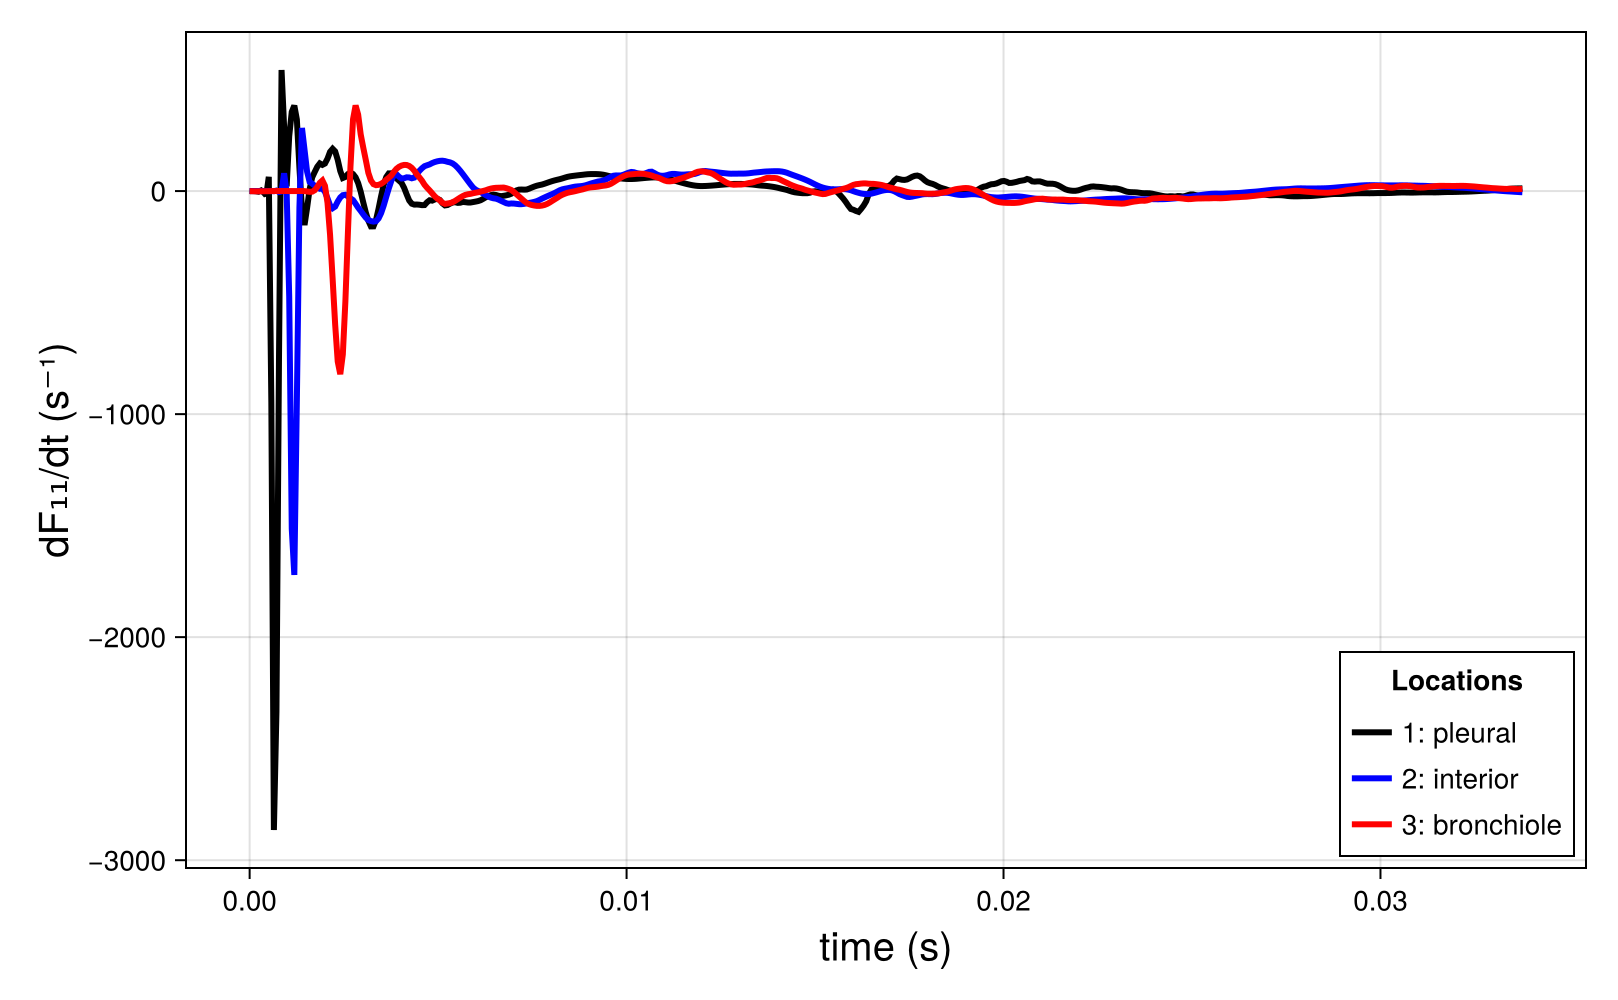 dF₁₁/dt (s⁻¹)
0
−1000
−2000
−3000
Locations
1: pleural
2: interior
3: bronchiole
0.00 0.01 0.02 0.03
time (s)